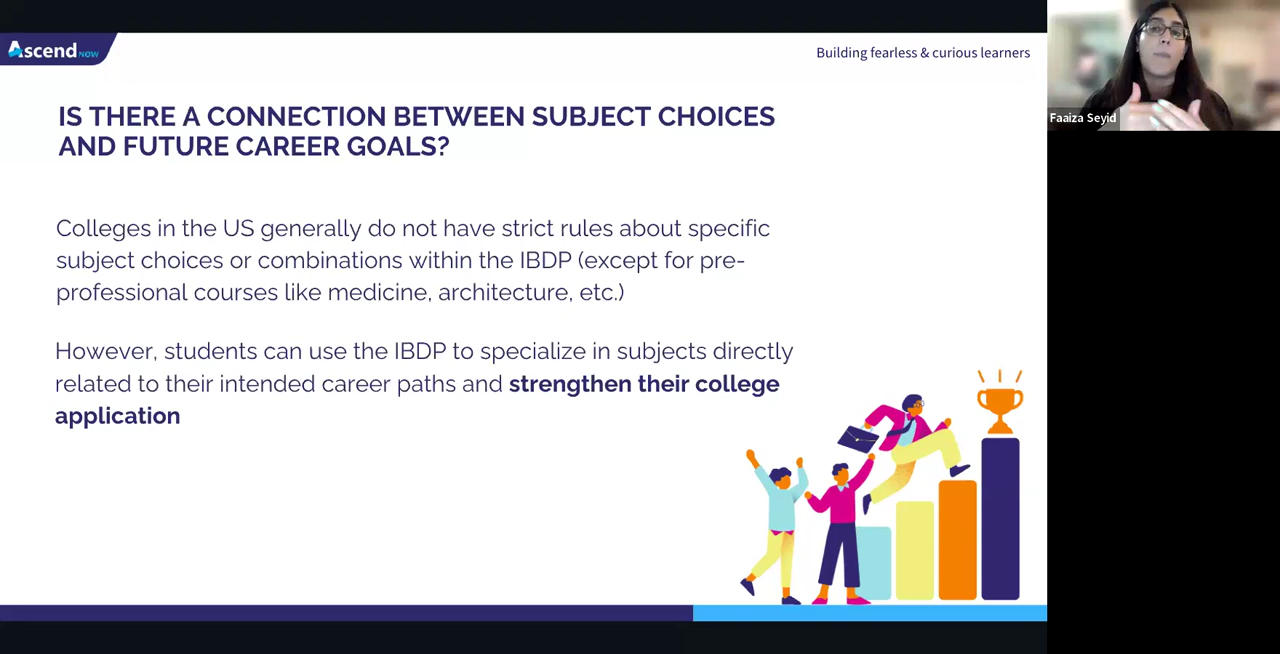 Ascend NOW
Building fearless & curious learners
IS THERE A CONNECTION BETWEEN SUBJECT CHOICES
AND FUTURE CAREER GOALS?
Colleges in the US generally do not have strict rules about specific
subject choices or combinations within the IBDP (except for pre-
professional courses like medicine, architecture, etc.)
However, students can use the IBDP to specialize in subjects directly
related to their intended career paths and strengthen their college
application
Faaiza Seyid